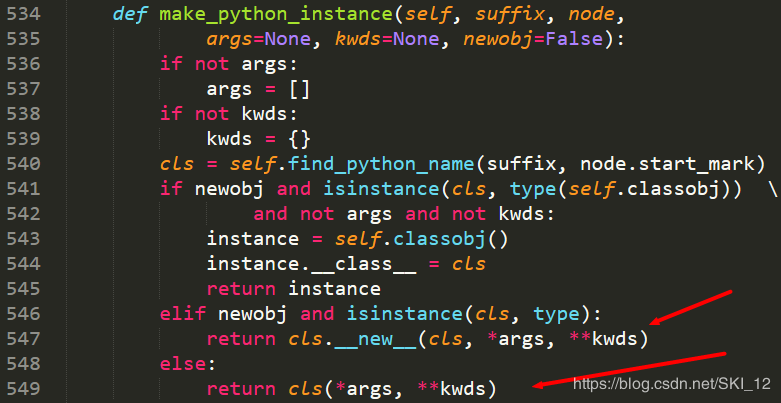 534 def make_python_instance(self, suffix, node,
535 args=None, kwds=None, newobj=False):
536 if not args:
537 args = []
538 if not kwds:
539 kwds = {}
540 cls = self.find_python_name(suffix, node.start_mark)
541 if newobj and isinstance(cls, type(self.classobj)) \
542 and not args and not kwds:
543 instance = self.classobj()
544 instance.__class__ = cls
545 return instance
546 elif newobj and isinstance(cls, type):
547 return cls.__new__(cls, *args, **kwds)
548 else:
549 return cls(*args, **kwds)
https://blog.csdn.net/SKI_12